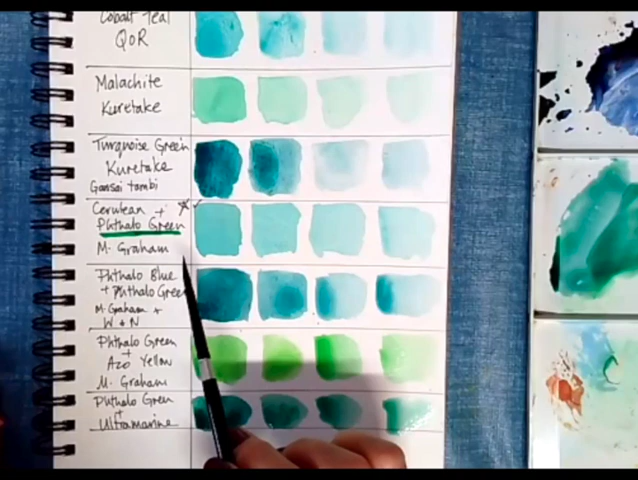 Cobalt Teal
QoR
Malachite
Kuretake
Turquoise Green
Kuretake
Gansai tambi
Cerulean +
Phthalo Green
M. Graham
Phthalo Blue
+ Phthalo Green
M. Graham +
W + N
Phthalo Green
+
Azo Yellow
M. Graham
Phthalo Green
+
Ultramarine